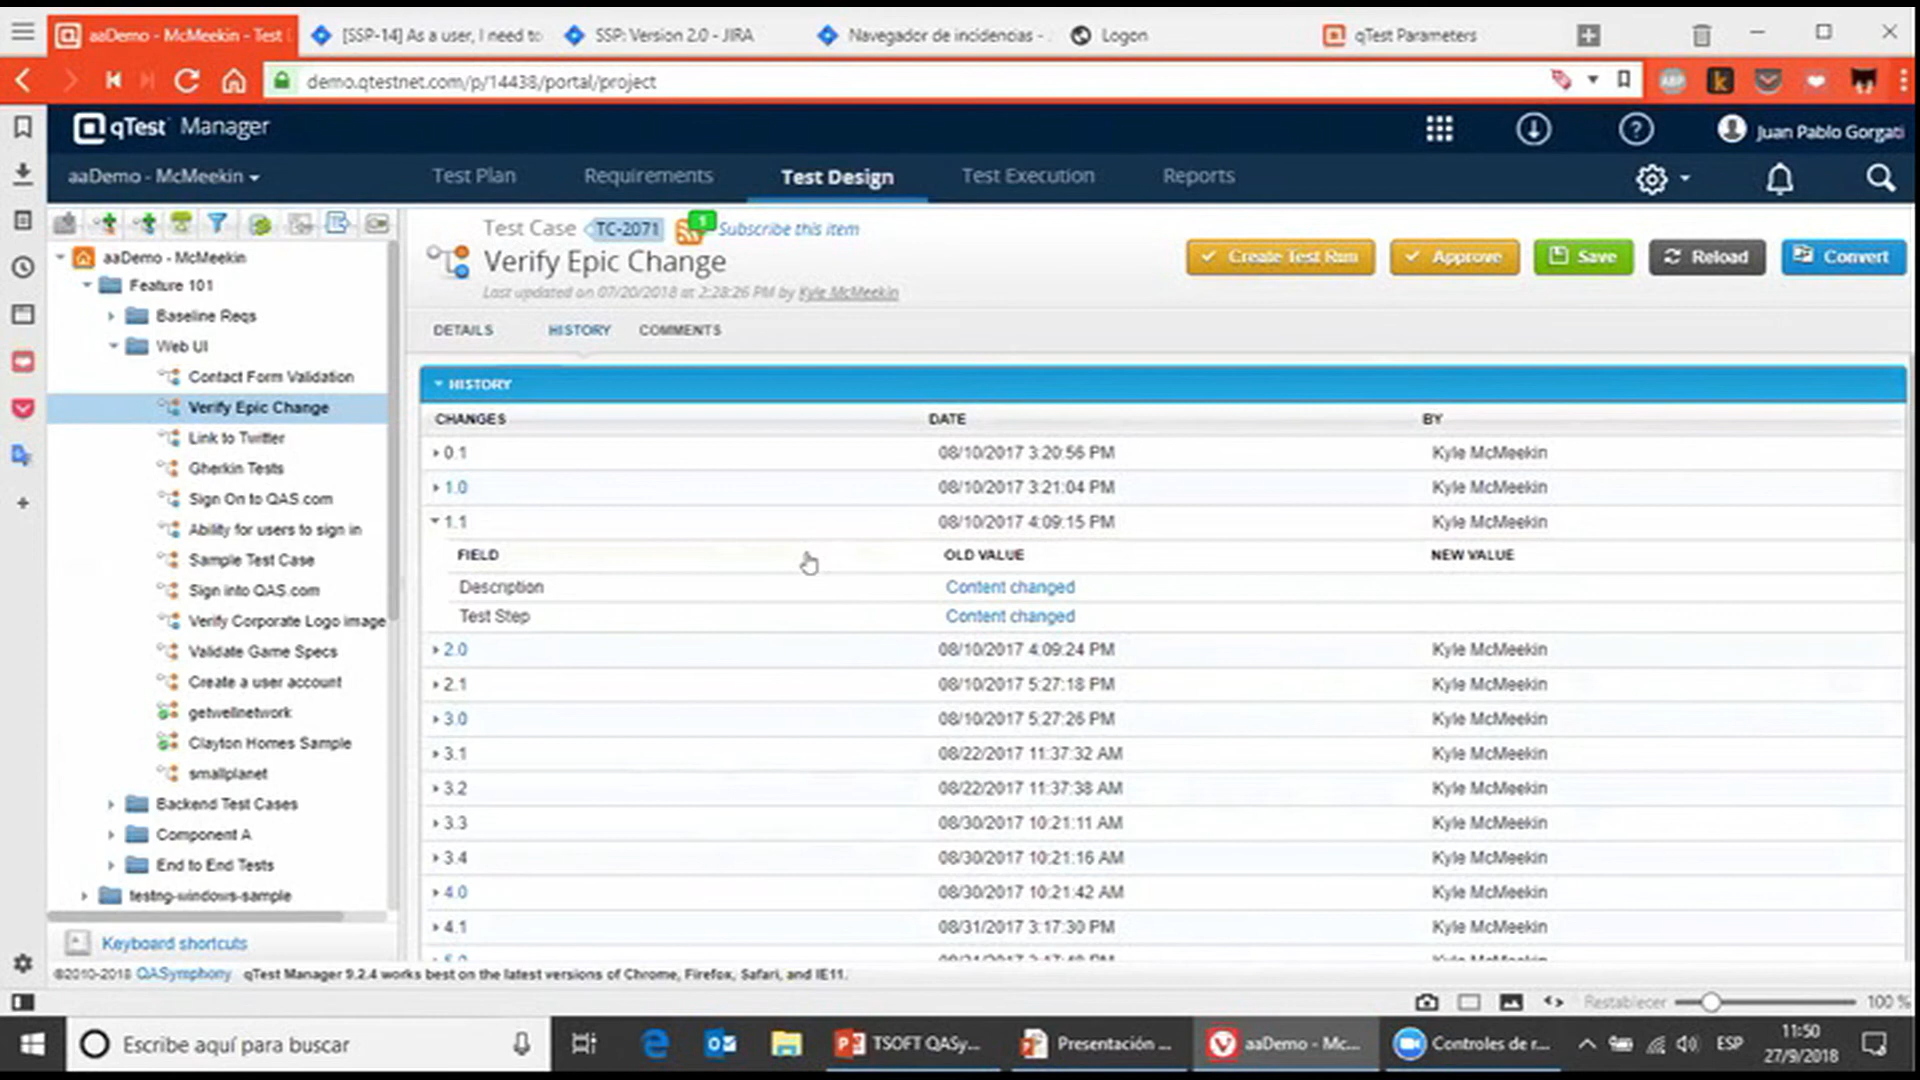 aaDemo - McMeekin - Test
[SSP-14] As a user, I need to
SSP: Version 2.0 - JIRA
Navegador de incidencias -
Logon
qTest Parameters
demo.qtestnet.com/p/14438/portal/project
qTest Manager
Juan Pablo Gorgati
aaDemo - McMeekin
Test Plan
Requirements
Test Design
Test Execution
Reports
aaDemo - McMeekin
Feature 101
Baseline Reqs
Web UI
Contact Form Validation
Verify Epic Change
Link to Twitter
Gherkin Tests
Sign On to QAS.com
Ability for users to sign in
Sample Test Case
Sign into QAS.com
Verify Corporate Logo image
Validate Game Specs
Create a user account
getwellnetwork
Clayton Homes Sample
smallplanet
Backend Test Cases
Component A
End to End Tests
testng-windows-sample
Keyboard shortcuts
Test Case TC-2071 1 Subscribe this item
Verify Epic Change
Last updated on 07/20/2018 at 2:28:26 PM by Kyle McMeekin
Create Test Run
Approve
Save
Reload
Convert
DETAILS HISTORY COMMENTS
HISTORY
CHANGES DATE BY
0.1 08/10/2017 3:20:56 PM Kyle McMeekin
1.0 08/10/2017 3:21:04 PM Kyle McMeekin
1.1 08/10/2017 4:09:15 PM Kyle McMeekin
FIELD OLD VALUE NEW VALUE
Description Content changed
Test Step Content changed
2.0 08/10/2017 4:09:24 PM Kyle McMeekin
2.1 08/10/2017 5:27:18 PM Kyle McMeekin
3.0 08/10/2017 5:27:26 PM Kyle McMeekin
3.1 08/22/2017 11:37:32 AM Kyle McMeekin
3.2 08/22/2017 11:37:38 AM Kyle McMeekin
3.3 08/30/2017 10:21:11 AM Kyle McMeekin
3.4 08/30/2017 10:21:16 AM Kyle McMeekin
4.0 08/30/2017 10:21:42 AM Kyle McMeekin
4.1 08/31/2017 3:17:30 PM Kyle McMeekin
©2010-2018 QASymphony qTest Manager 9.2.4 works best on the latest versions of Chrome, Firefox, Safari, and IE11.
Restablecer 100 %
Escribe aquí para buscar
TSOFT QASy...
Presentación ...
aaDemo - Mc...
Controles de r...
ESP
11:50
27/9/2018